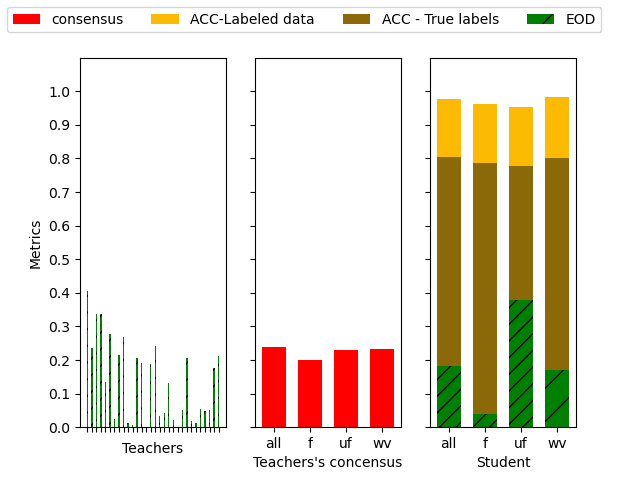 consensus ACC-Labeled data ACC - True labels EOD
1.0
0.9
0.8
0.7
0.6
0.5
0.4
0.3
0.2
0.1
0.0
Metrics
Teachers
all f uf wv
Teachers's concensus
all f uf wv
Student